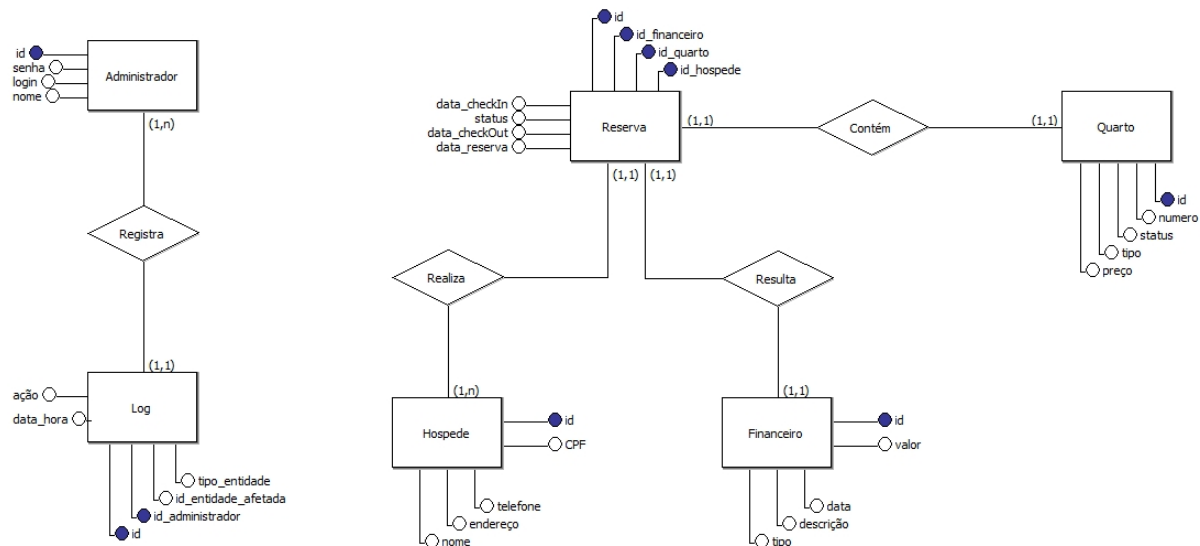 id
senha
login
nome
Administrador
(1,n)
Registra
(1,1)
ação
data_hora
Log
tipo_entidade
id_entidade_afetada
id_administrador
id
id
id_financeiro
id_quarto
id_hospede
data_checkIn
status
data_checkOut
data_reserva
Reserva
(1,1)
Contém
(1,1)
Quarto
id
numero
status
tipo
preço
(1,1)
(1,1)
Realiza
Resulta
(1,n)
Hospede
id
CPF
telefone
endereço
nome
(1,1)
Financeiro
id
valor
data
descrição
tipo